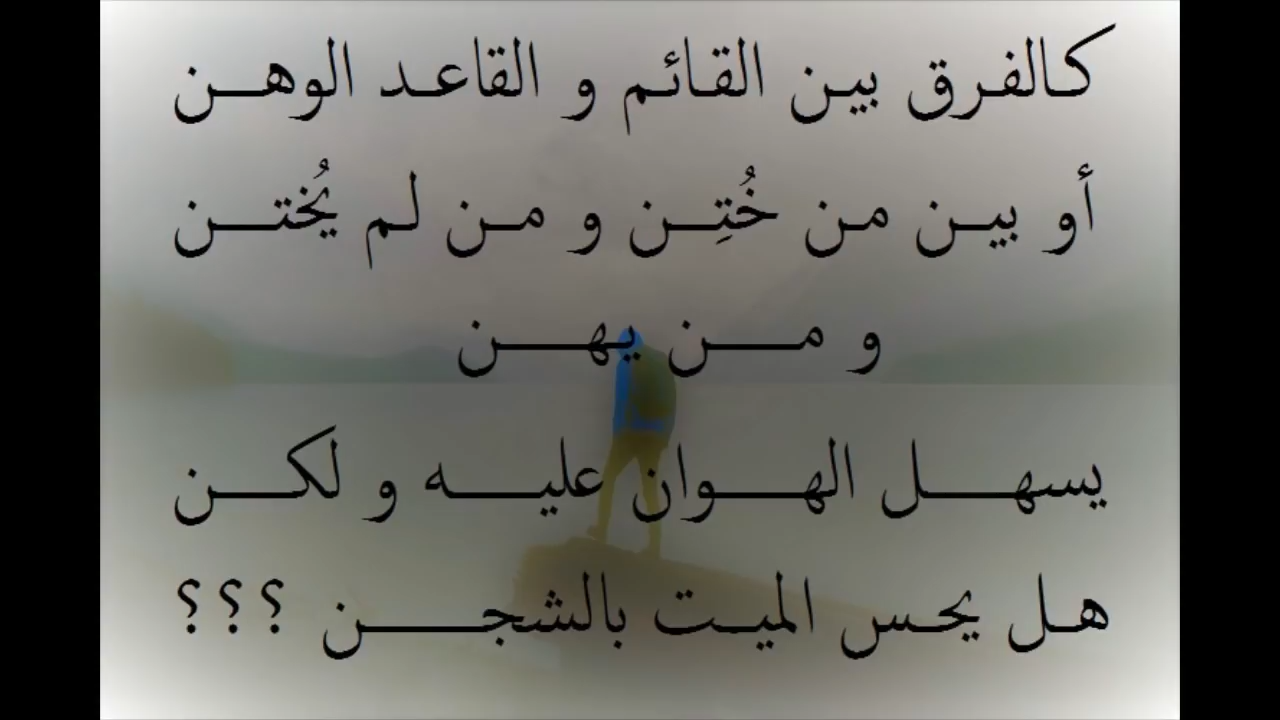 كالفرق بين القائم و القاعد الوهن
أو بين من خُتِن و من لم يُختن
و من يهن
يسهل الهوان عليه و لكن
هل يحس الميت بالشجن ؟؟؟